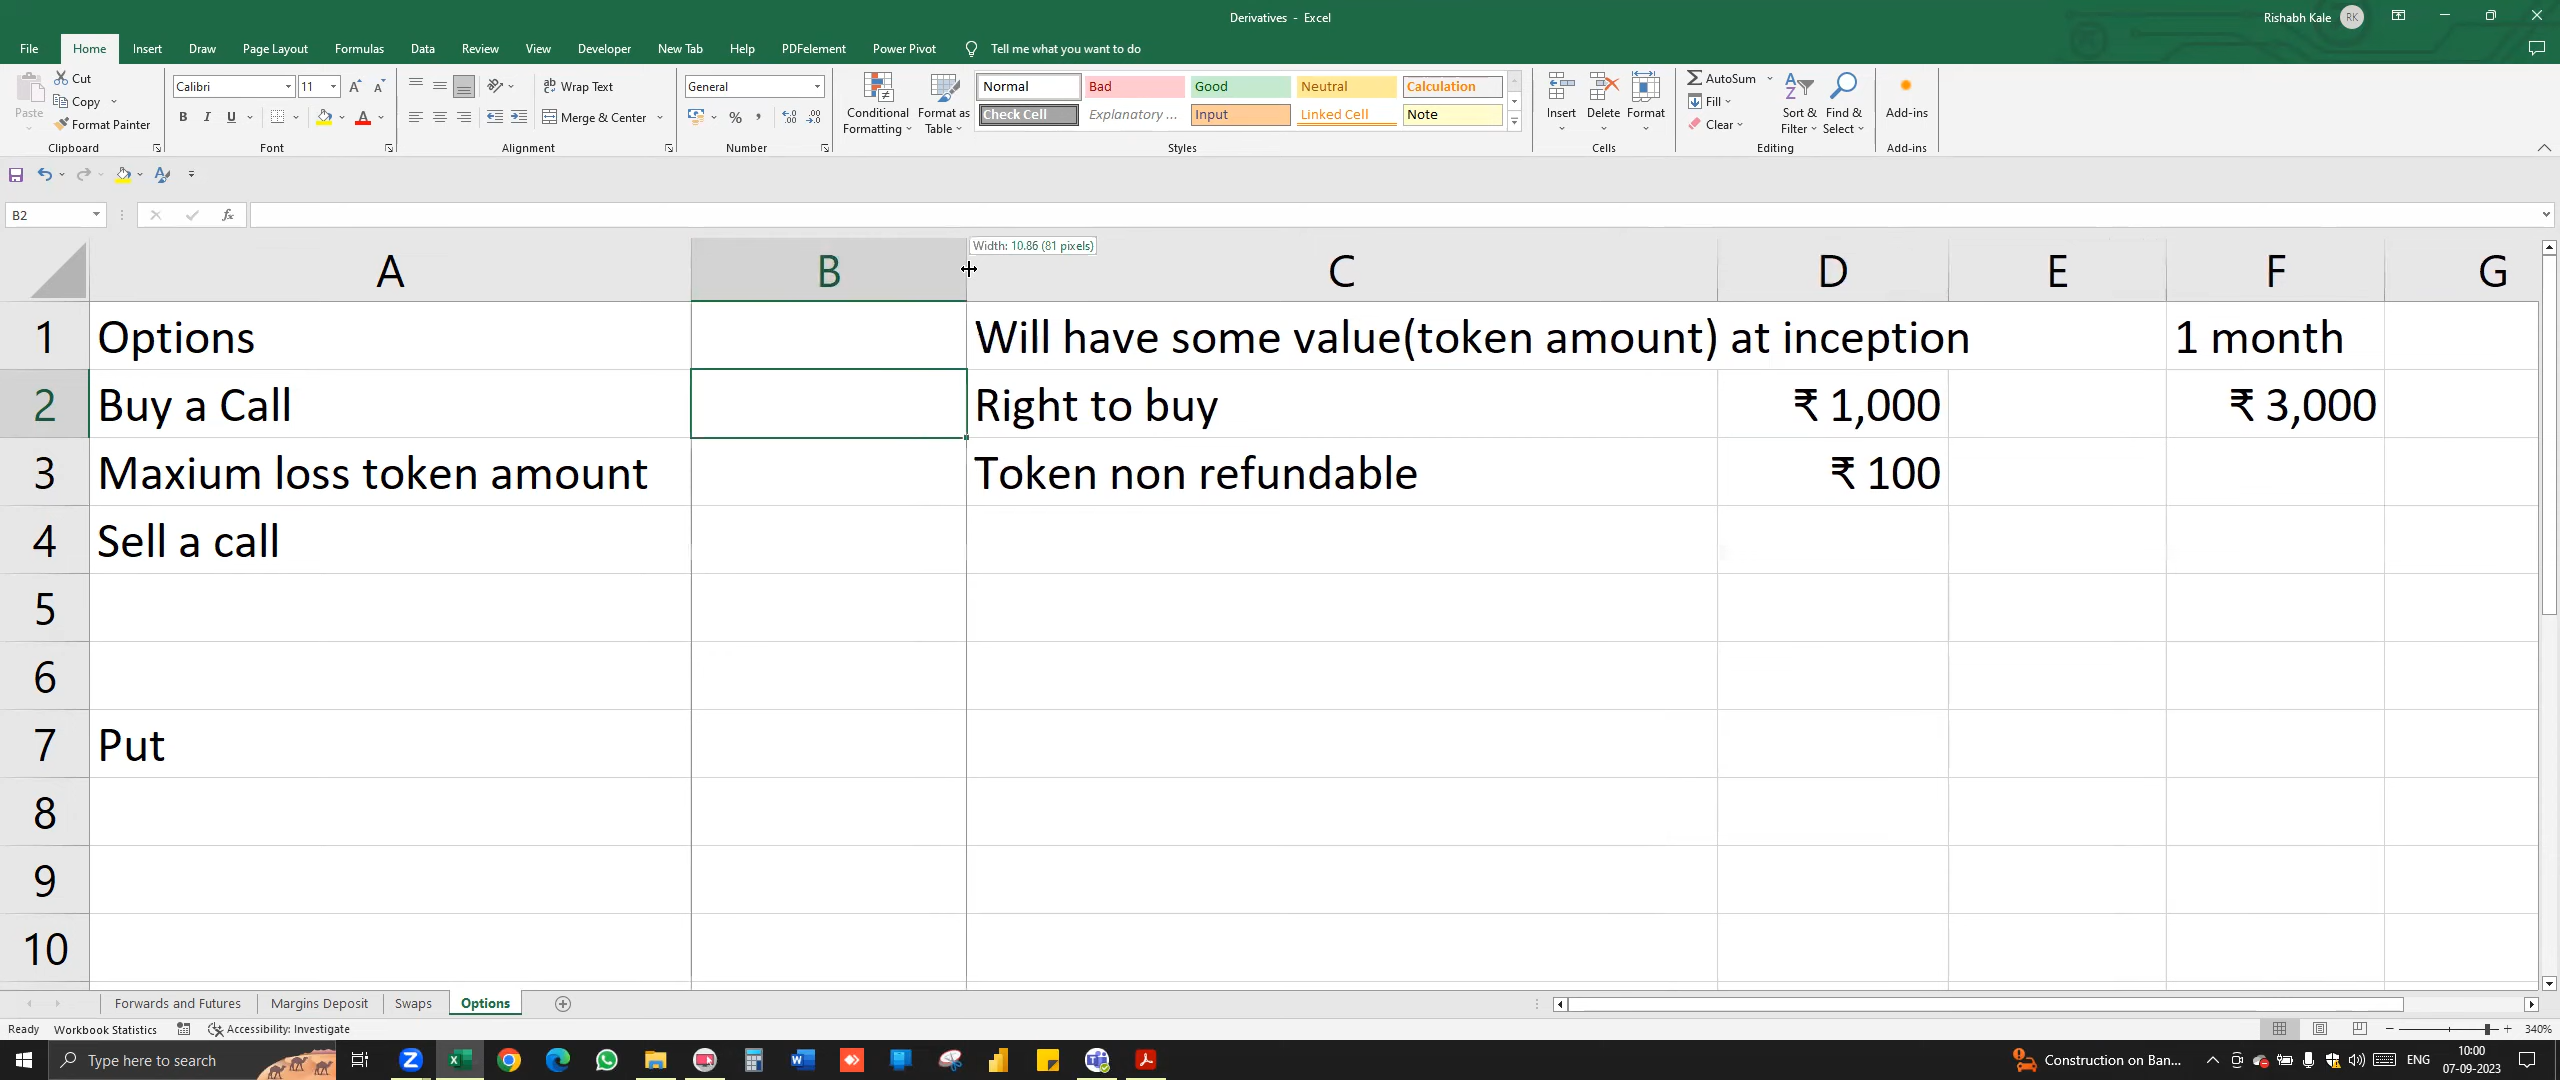 Derivatives - Excel
Rishabh Kale RK
File Home Insert Draw Page Layout Formulas Data Review View Developer New Tab Help PDFelement Power Pivot Tell me what you want to do
Paste Cut Copy Format Painter Clipboard
Calibri 11 B I U A Font
Wrap Text Merge & Center Alignment
General % , Number
Conditional Formatting Format as Table
Normal Bad Good Neutral Calculation
Check Cell Explanatory ... Input Linked Cell Note
Styles
Insert Delete Format Cells
AutoSum Fill Clear Sort & Filter Find & Select Editing
Add-ins Add-ins
B2 fx
Width: 10.86 (81 pixels)
A B C D E F G
1 Options Will have some value(token amount) at inception 1 month
2 Buy a Call Right to buy ₹ 1,000 ₹ 3,000
3 Maxium loss token amount Token non refundable ₹ 100
4 Sell a call
5
6
7 Put
8
9
10
Forwards and Futures Margins Deposit Swaps Options
Ready Workbook Statistics Accessibility: Investigate 340%
Type here to search Construction on Ban... ENG 10:00
07-09-2023